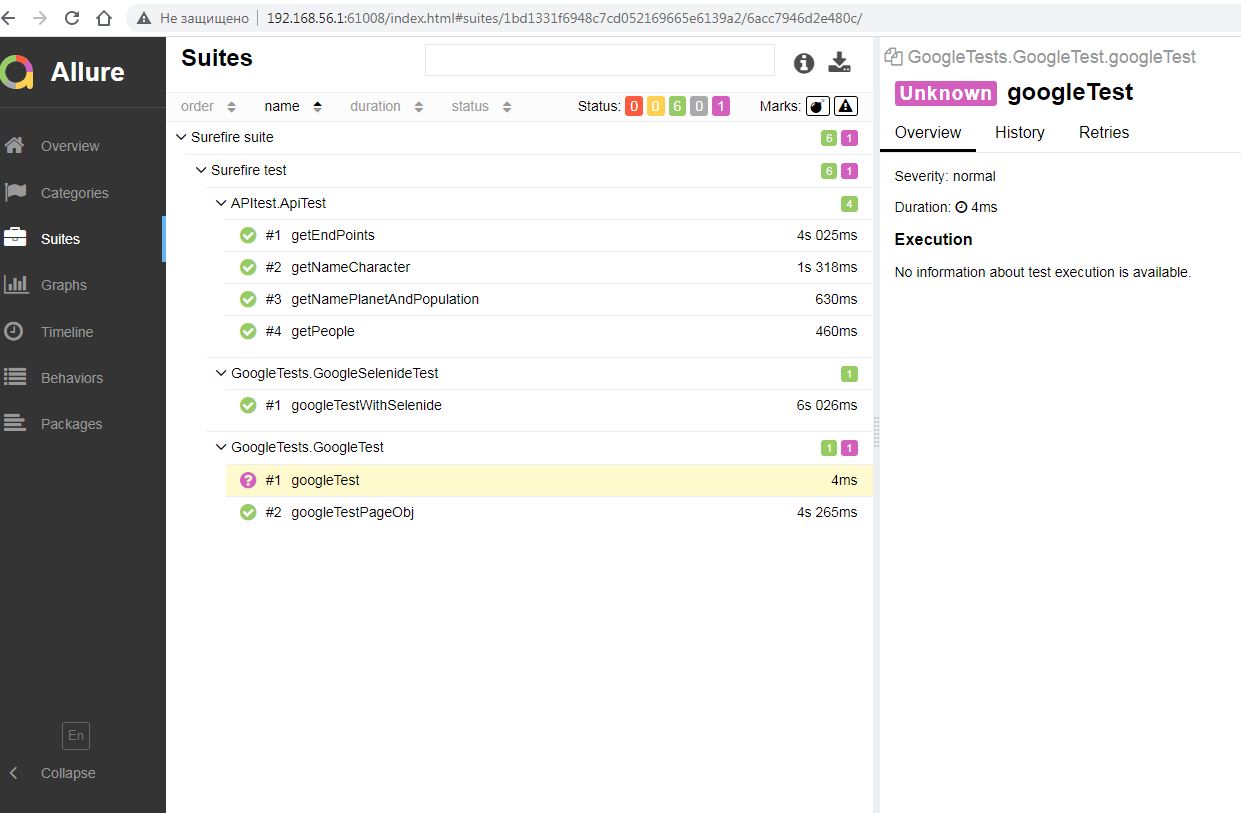 Не защищено 192.168.56.1:61008/index.html#suites/1bd1331f6948c7cd052169665e6139a2/6acc7946d2e480c/
Allure
Overview
Categories
Suites
Graphs
Timeline
Behaviors
Packages
En
Collapse
Suites
order name duration status Status: 0 0 6 0 1 Marks:
Surefire suite 6 1
Surefire test 6 1
APItest.ApiTest 4
#1 getEndPoints 4s 025ms
#2 getNameCharacter 1s 318ms
#3 getNamePlanetAndPopulation 630ms
#4 getPeople 460ms
GoogleTests.GoogleSelenideTest 1
#1 googleTestWithSelenide 6s 026ms
GoogleTests.GoogleTest 1 1
#1 googleTest 4ms
#2 googleTestPageObj 4s 265ms
GoogleTests.GoogleTest.googleTest
Unknown googleTest
Overview History Retries
Severity: normal
Duration: 4ms
Execution
No information about test execution is available.